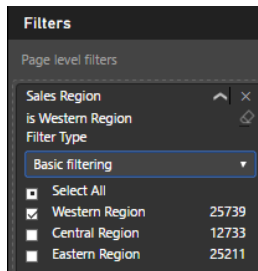 Filters
Page level filters
Sales Region
is Western Region
Filter Type
Basic filtering
Select All
Western Region 25739
Central Region 12733
Eastern Region 25211